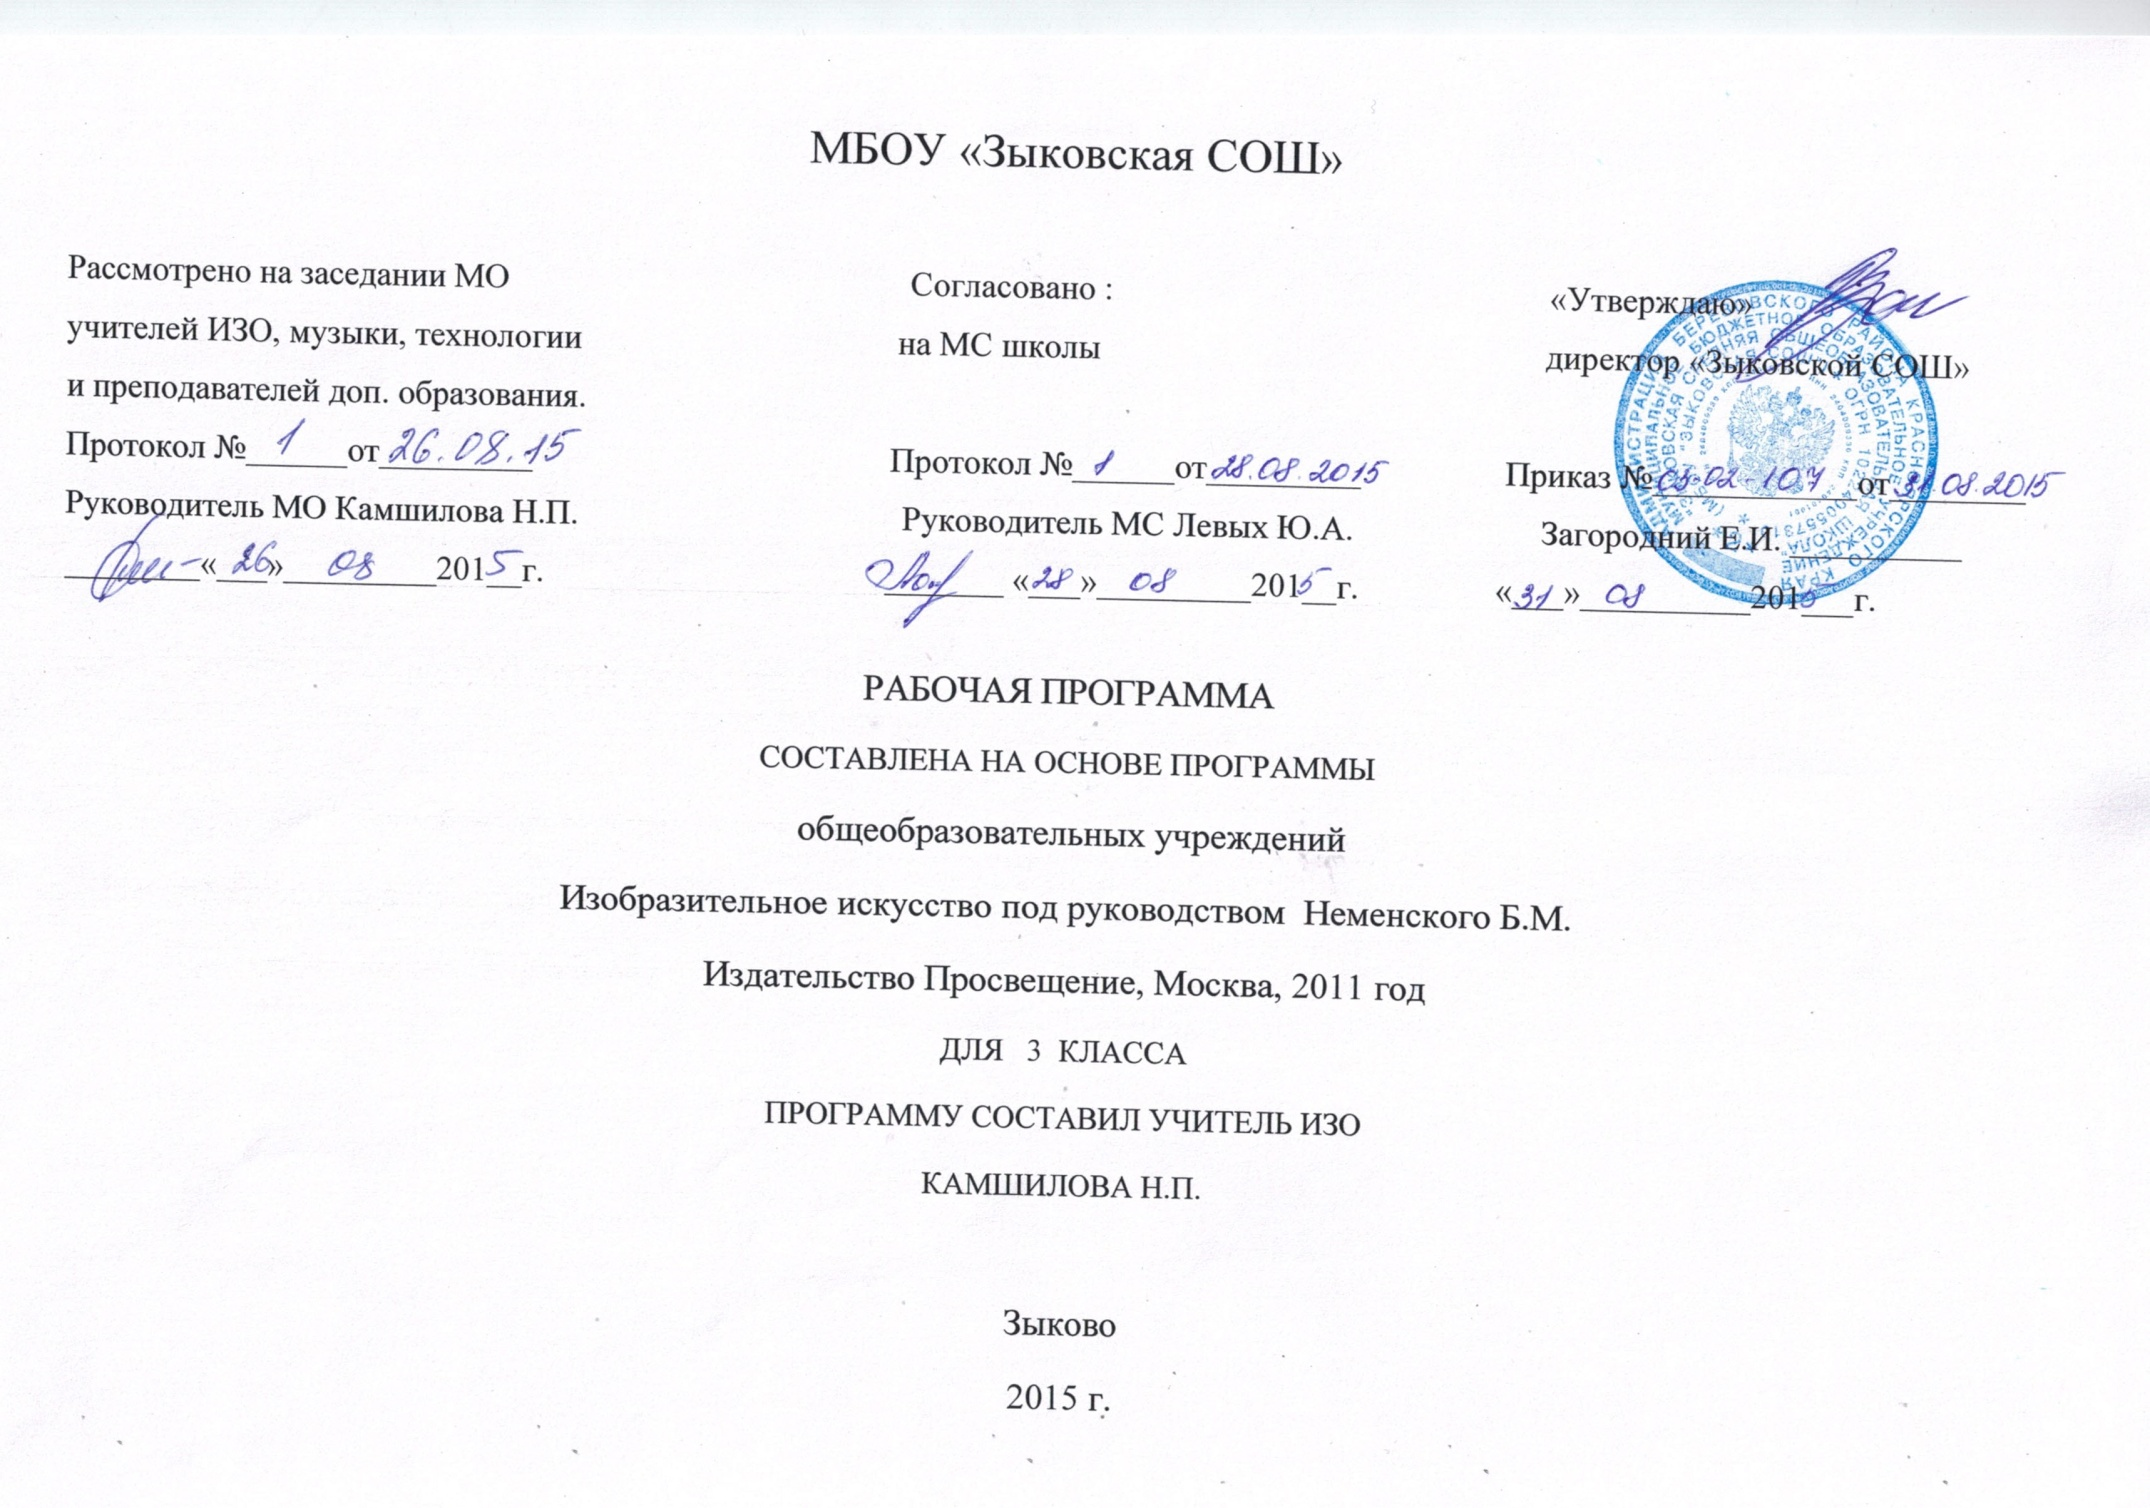 МБОУ «Зыковская СОШ»
Рассмотрено на заседании МО
учителей ИЗО, музыки, технологии
и преподавателей доп. образования.
Протокол № 1 от 26.08.15
Руководитель МО Камшилова Н.П.
«26» 08 2015 г.
Согласовано :
на МС школы
Протокол № 1 от 28.08.2015
Руководитель МС Левых Ю.А.
«28» 08 2015 г.
«Утверждаю»
директор «Зыковской СОШ»
Приказ № 03-02-107 от 31.08.2015
Загородний Е.И.
«31» 08 2015 г.
РАБОЧАЯ ПРОГРАММА
СОСТАВЛЕНА НА ОСНОВЕ ПРОГРАММЫ
общеобразовательных учреждений
Изобразительное искусство под руководством Неменского Б.М.
Издательство Просвещение, Москва, 2011 год
ДЛЯ 3 КЛАССА
ПРОГРАММУ СОСТАВИЛ УЧИТЕЛЬ ИЗО
КАМШИЛОВА Н.П.
Зыково
2015 г.